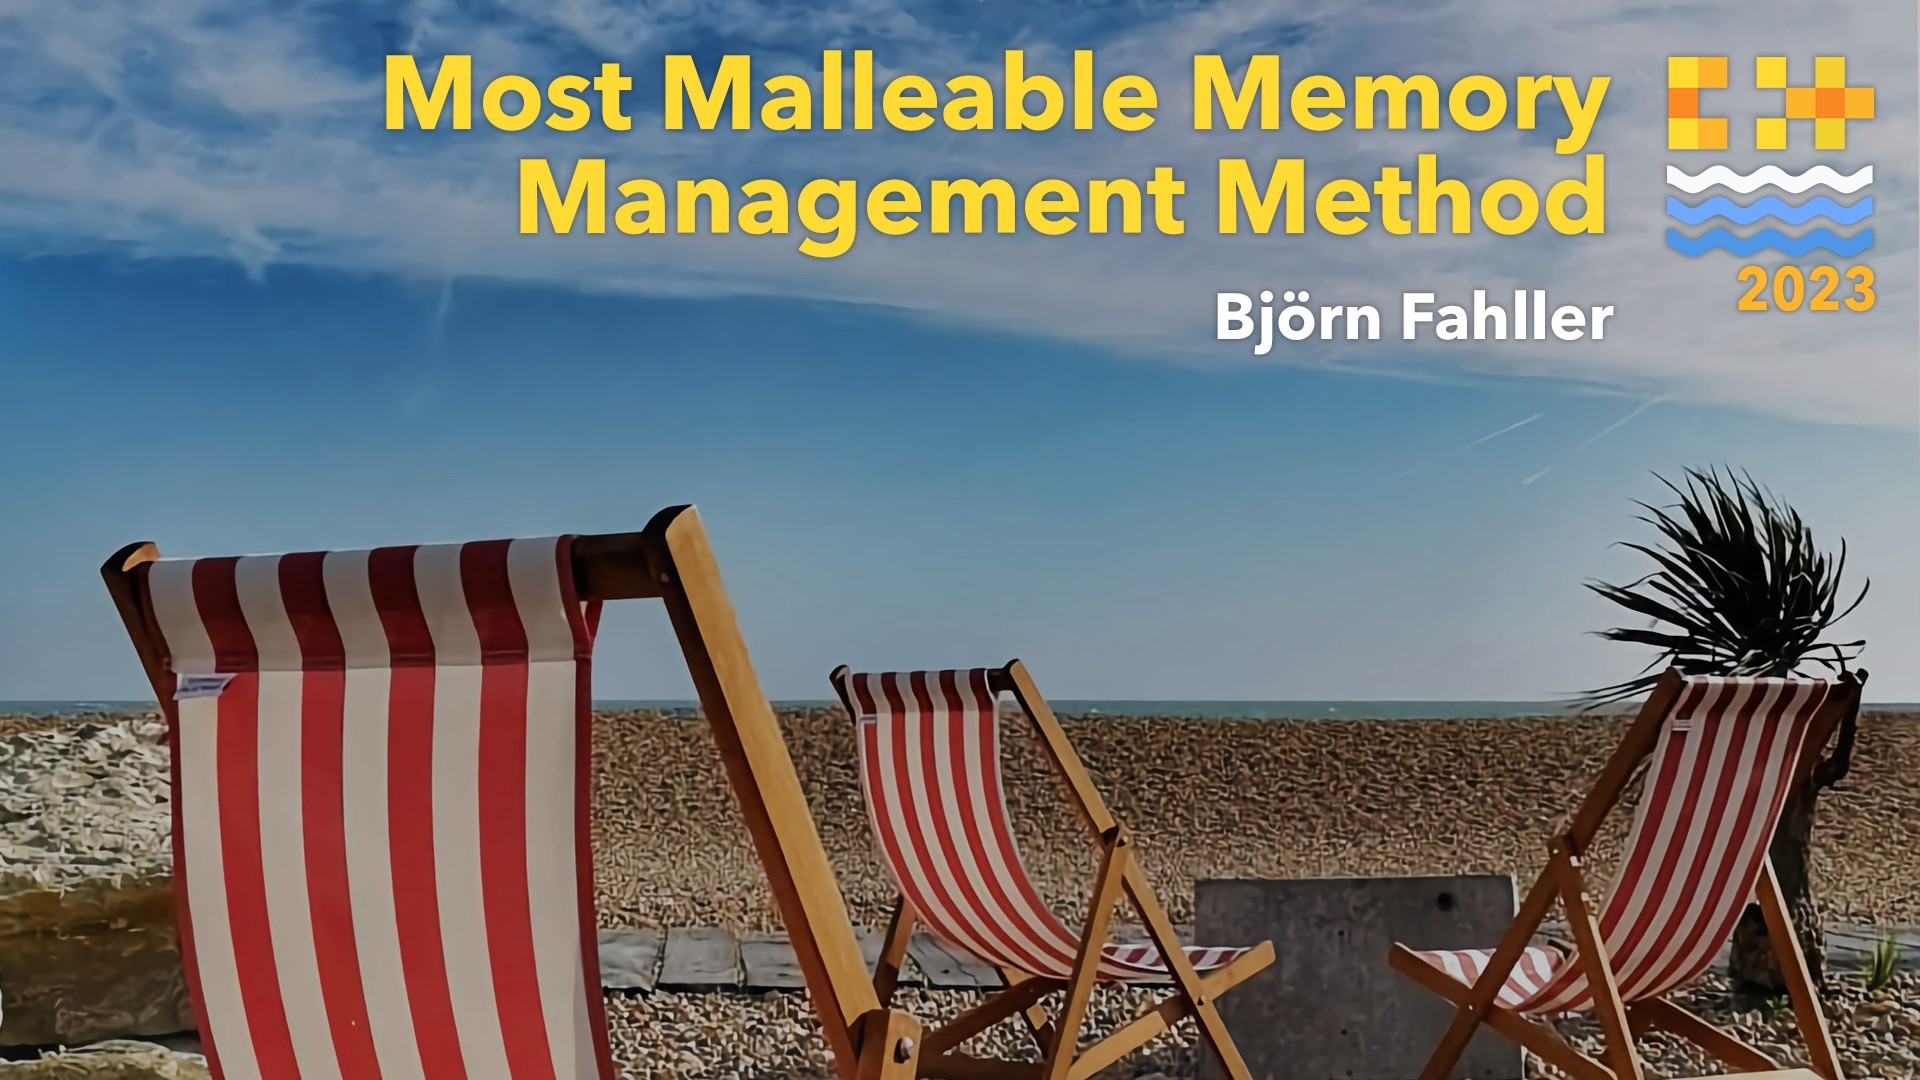 Most Malleable Memory
Management Method
Björn Fahller
C++
2023